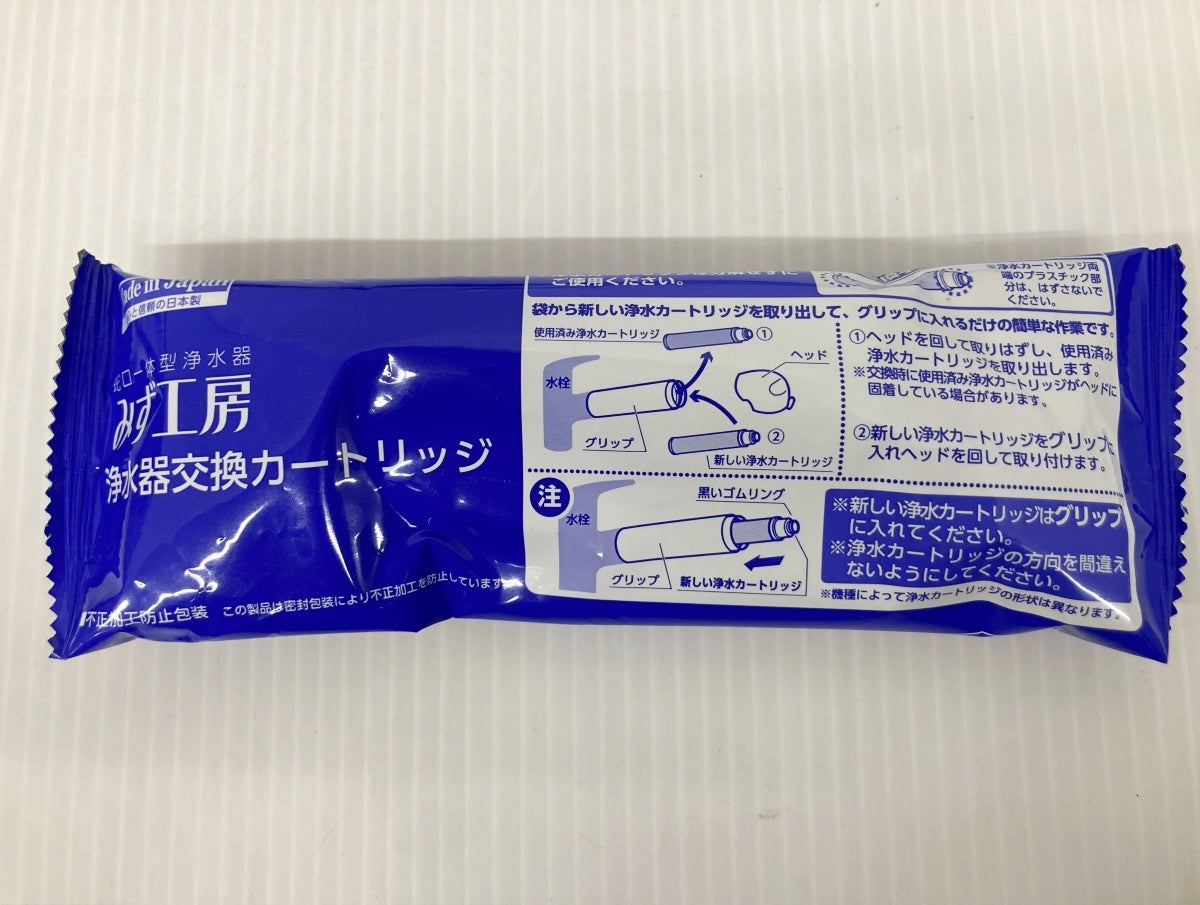 Made in Japan
と信頼の日本製
蛇口一体型浄水器
みず工房
浄水器交換カートリッジ
不正加工防止包装 この製品は密封包装により不正加工を防止しています。
ご使用ください。
※浄水カートリッジ両
端のプラスチック部
分は、はずさないで
ください。
袋から新しい浄水カートリッジを取り出して、グリップに入れるだけの簡単な作業です。
使用済み浄水カートリッジ
①
ヘッド
水栓
グリップ
②
新しい浄水カートリッジ
①ヘッドを回して取りはずし、使用済み
浄水カートリッジを取り出します。
※交換時に使用済み浄水カートリッジがヘッドに
固着している場合があります。
②新しい浄水カートリッジをグリップに
入れヘッドを回して取り付けます。
注
黒いゴムリング
水栓
グリップ
新しい浄水カートリッジ
※新しい浄水カートリッジはグリップ
に入れてください。
※浄水カートリッジの方向を間違え
ないようにしてください。
※機種によって浄水カートリッジの形状は異なります。